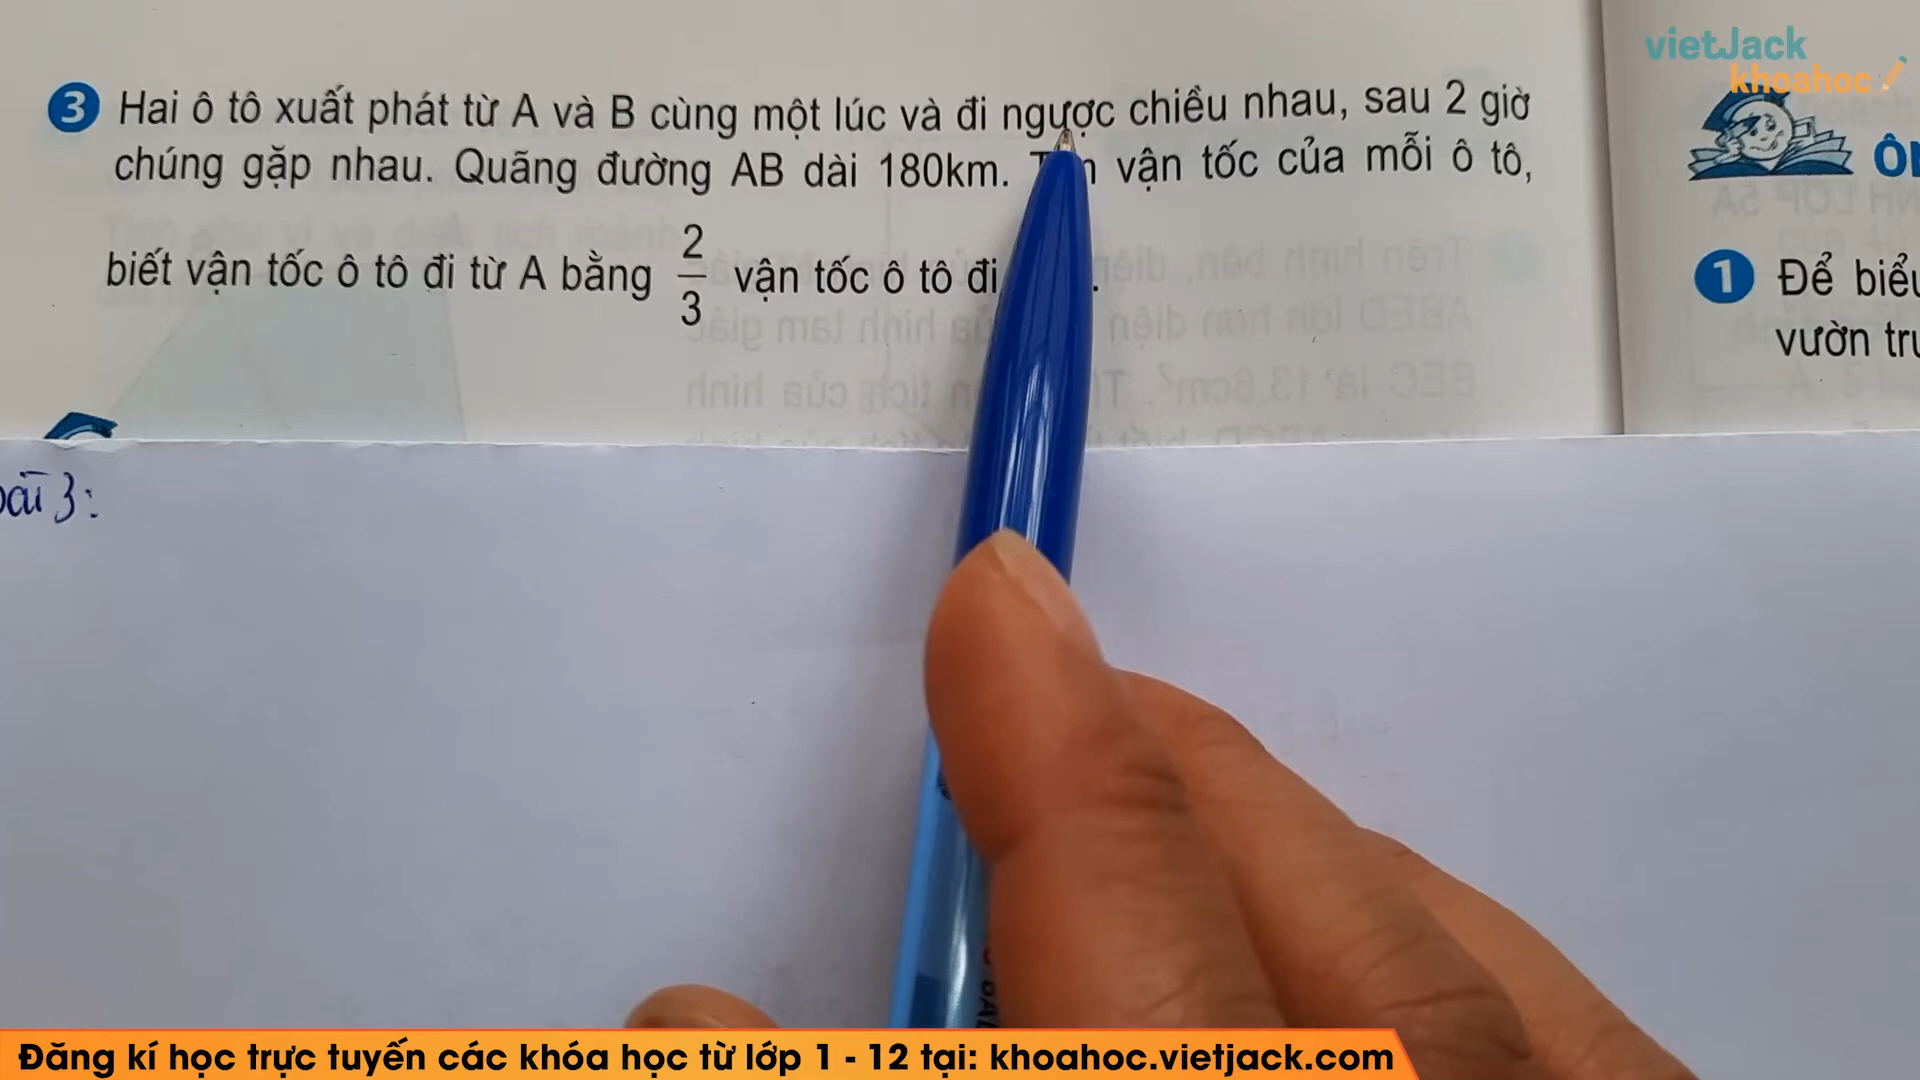 vietJack
khoahoc
3 Hai ô tô xuất phát từ A và B cùng một lúc và đi ngược chiều nhau, sau 2 giờ
chúng gặp nhau. Quãng đường AB dài 180km. vận tốc của mỗi ô tô,
biết vận tốc ô tô đi từ A bằng 2/3 vận tốc ô tô đi .
1 Để
vườn
bài 3:
Đăng kí học trực tuyến các khóa học từ lớp 1 - 12 tại: khoahoc.vietjack.com